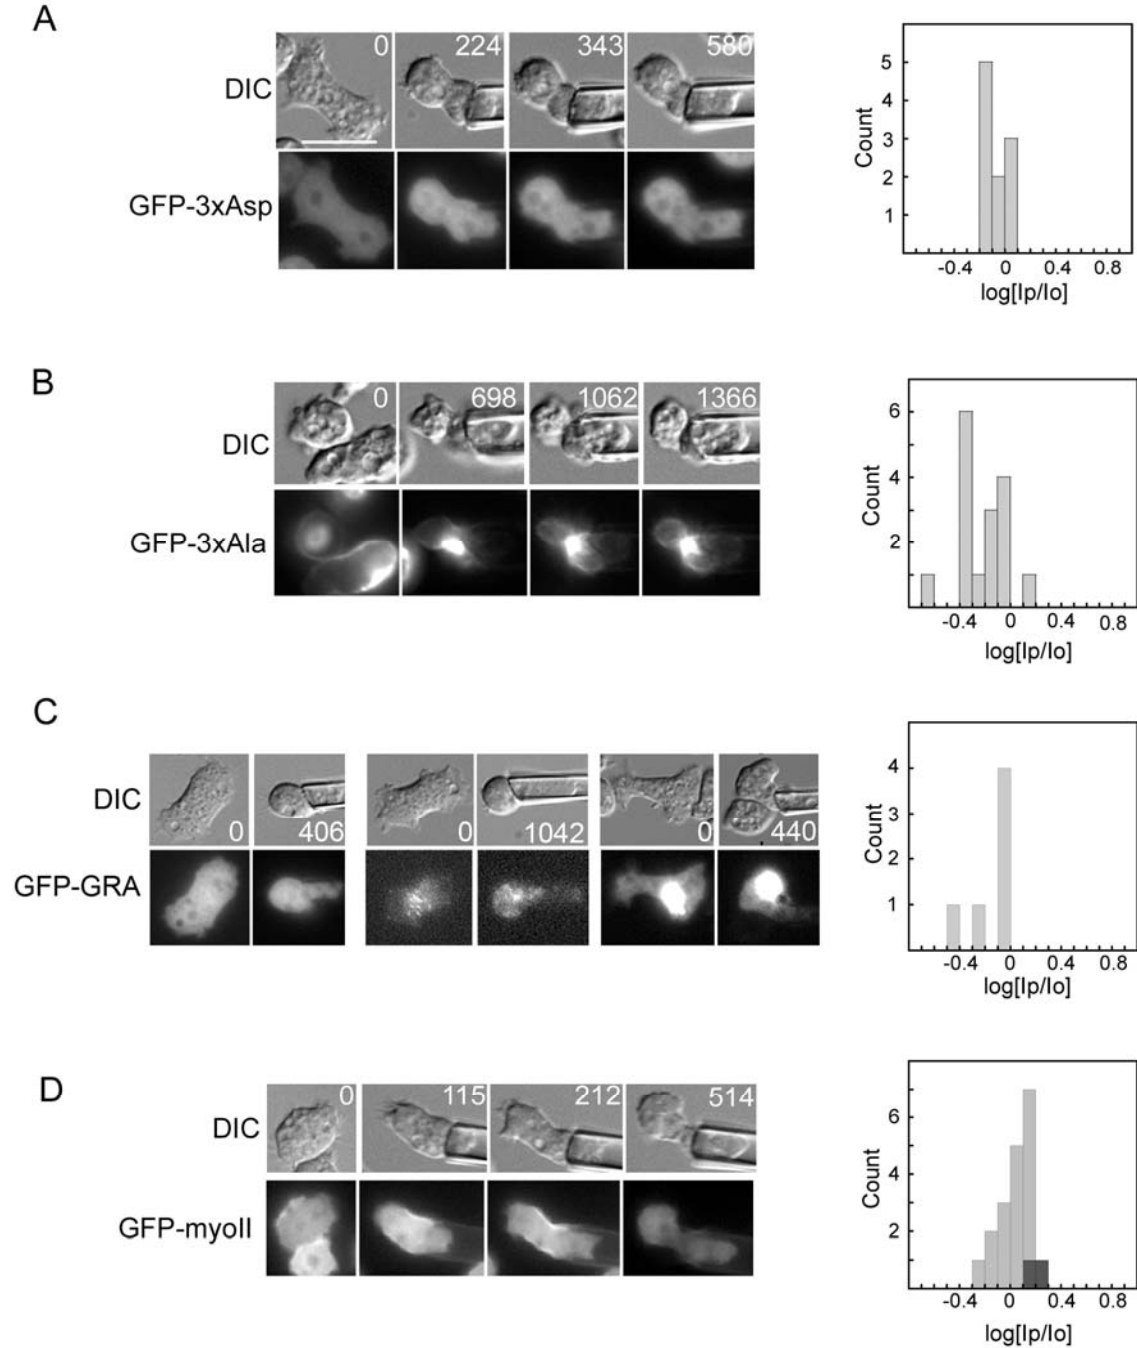 A
DIC
0
224
343
580
GFP-3xAsp
Count
5
4
3
2
1
-0.4 0 0.4 0.8
log[Ip/Io]
B
DIC
0
698
1062
1366
GFP-3xAla
Count
6
4
2
-0.4 0 0.4 0.8
log[Ip/Io]
C
DIC
0
406
0
1042
0
440
GFP-GRA
Count
4
3
2
1
-0.4 0 0.4 0.8
log[Ip/Io]
D
DIC
0
115
212
514
GFP-myoII
Count
6
4
2
-0.4 0 0.4 0.8
log[Ip/Io]